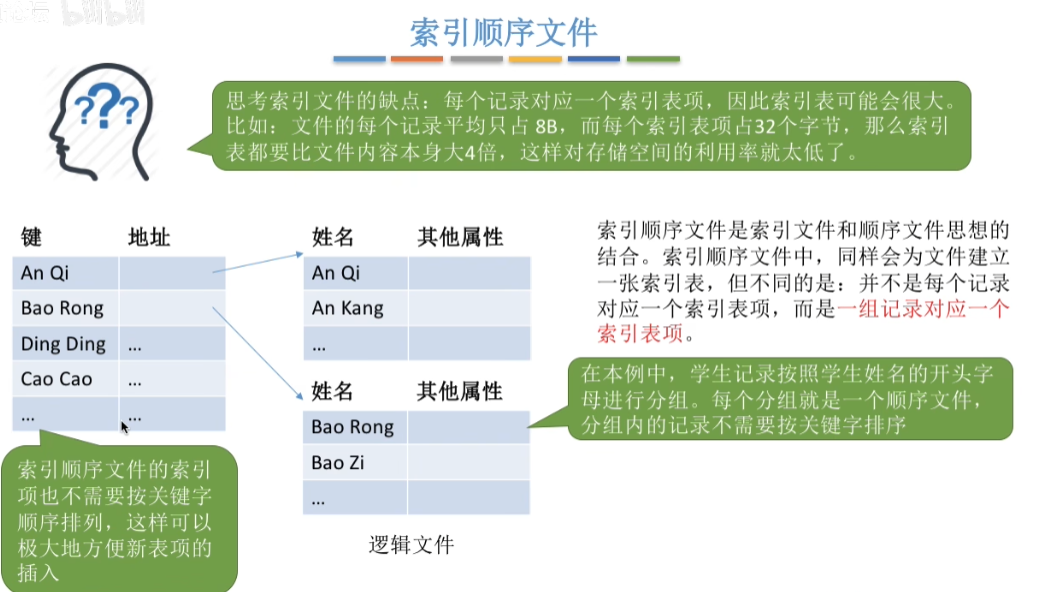 索引顺序文件
思考索引文件的缺点：每个记录对应一个索引表项，因此索引表可能会很大。
比如：文件的每个记录平均只占 8B，而每个索引表项占32个字节，那么索引
表都要比文件内容本身大4倍，这样对存储空间的利用率就太低了。
键 地址
An Qi
Bao Rong
Ding Ding ...
Cao Cao ...
... ...
姓名 其他属性
An Qi
An Kang
...
姓名 其他属性
Bao Rong
Bao Zi
...
逻辑文件
索引顺序文件是索引文件和顺序文件思想的
结合。索引顺序文件中，同样会为文件建立
一张索引表，但不同的是：并不是每个记录
对应一个索引表项，而是一组记录对应一个
索引表项。
在本例中，学生记录按照学生姓名的开头字
母进行分组。每个分组就是一个顺序文件，
分组内的记录不需要按关键字排序
索引顺序文件的索引
项也不需要按关键字
顺序排列，这样可以
极大地方便新表项的
插入